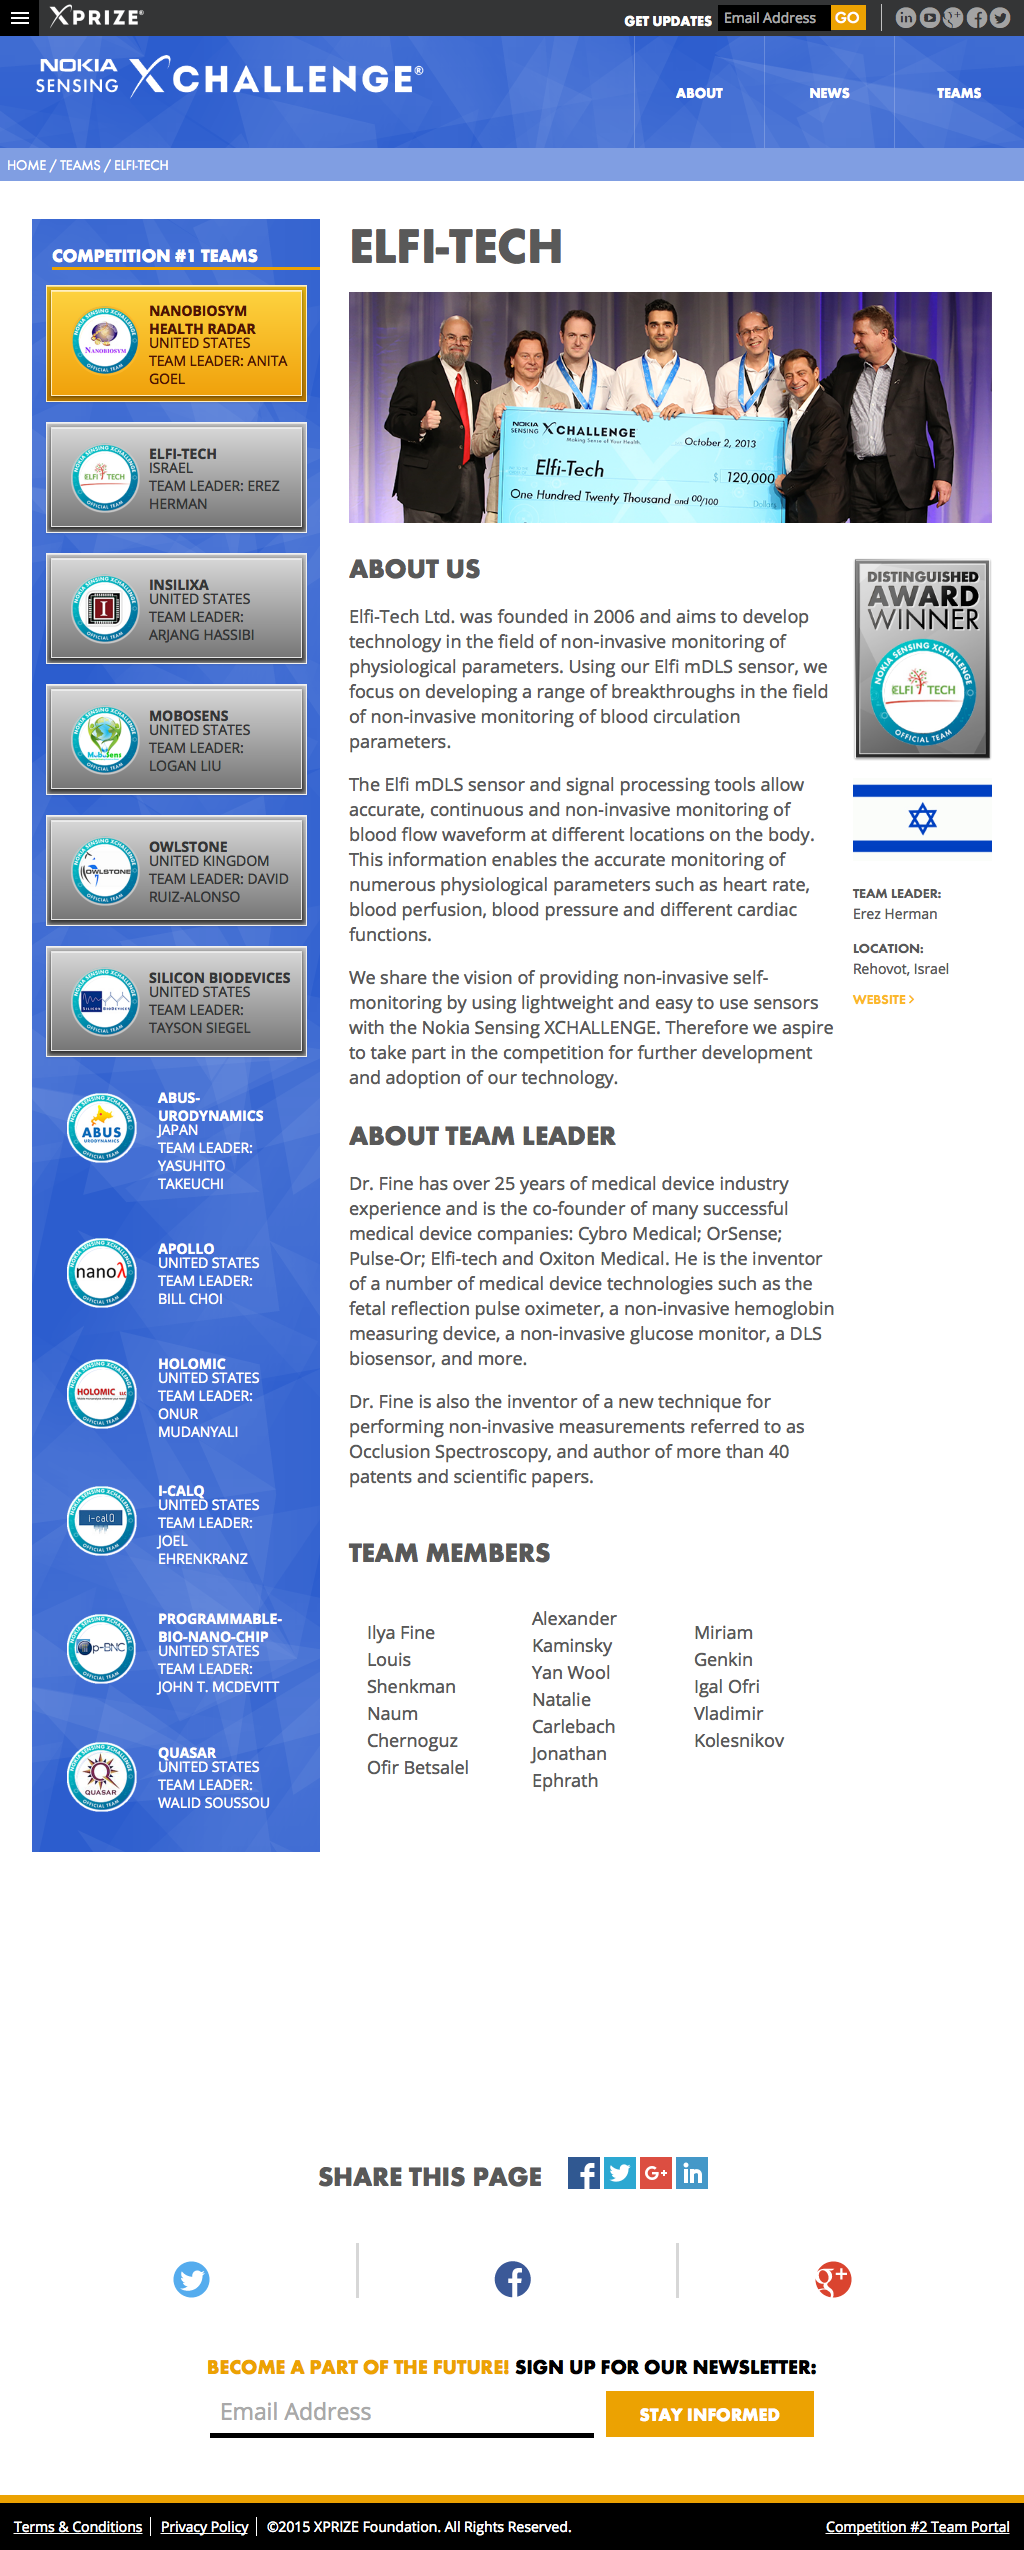 XPRIZE®
GET UPDATES
Email Address
GO
NOKIA
SENSING
XCHALLENGE®
ABOUT
NEWS
TEAMS
HOME / TEAMS / ELFI-TECH
COMPETITION #1 TEAMS
NANOBIOSYM
HEALTH RADAR
UNITED STATES
TEAM LEADER: ANITA
GOEL
ELFI-TECH
ISRAEL
TEAM LEADER: EREZ
HERMAN
INSILIXA
UNITED STATES
TEAM LEADER:
ARJANG HASSIBI
MOBOSENS
UNITED STATES
TEAM LEADER:
LOGAN LIU
OWLSTONE
UNITED KINGDOM
TEAM LEADER: DAVID
RUIZ-ALONSO
SILICON BIODEVICES
UNITED STATES
TEAM LEADER:
TAYSON SIEGEL
ABUS-
URODYNAMICS
JAPAN
TEAM LEADER:
YASUHITO
TAKEUCHI
APOLLO
UNITED STATES
TEAM LEADER:
BILL CHOI
HOLOMIC
UNITED STATES
TEAM LEADER:
ONUR
MUDANYALI
I-CALQ
UNITED STATES
TEAM LEADER:
JOEL
EHRENKRANZ
PROGRAMMABLE-
BIO-NANO-CHIP
UNITED STATES
TEAM LEADER:
JOHN T. MCDEVITT
QUASAR
UNITED STATES
TEAM LEADER:
WALID SOUSSOU
ELFI-TECH
NOKIA
SENSING XCHALLENGE
Making Sense of Your Health.
October 2, 2013
Elfi-Tech
$ 120,000
One Hundred Twenty Thousand and 00/100
Dollars
ABOUT US
Elfi-Tech Ltd. was founded in 2006 and aims to develop
technology in the field of non-invasive monitoring of
physiological parameters. Using our Elfi mDLS sensor, we
focus on developing a range of breakthroughs in the field
of non-invasive monitoring of blood circulation
parameters.
The Elfi mDLS sensor and signal processing tools allow
accurate, continuous and non-invasive monitoring of
blood flow waveform at different locations on the body.
This information enables the accurate monitoring of
numerous physiological parameters such as heart rate,
blood perfusion, blood pressure and different cardiac
functions.
We share the vision of providing non-invasive self-
monitoring by using lightweight and easy to use sensors
with the Nokia Sensing XCHALLENGE. Therefore we aspire
to take part in the competition for further development
and adoption of our technology.
DISTINGUISHED
AWARD
WINNER
NOKIA SENSING XCHALLENGE
ELFI TECH
OFFICIAL TEAM
TEAM LEADER:
Erez Herman
LOCATION:
Rehovot, Israel
WEBSITE >
ABOUT TEAM LEADER
Dr. Fine has over 25 years of medical device industry
experience and is the co-founder of many successful
medical device companies: Cybro Medical; OrSense;
Pulse-Or; Elfi-tech and Oxiton Medical. He is the inventor
of a number of medical device technologies such as the
fetal reflection pulse oximeter, a non-invasive hemoglobin
measuring device, a non-invasive glucose monitor, a DLS
biosensor, and more.
Dr. Fine is also the inventor of a new technique for
performing non-invasive measurements referred to as
Occlusion Spectroscopy, and author of more than 40
patents and scientific papers.
TEAM MEMBERS
Ilya Fine
Louis
Shenkman
Naum
Chernoguz
Ofir Betsalel
Alexander
Kaminsky
Yan Wool
Natalie
Carlebach
Jonathan
Ephrath
Miriam
Genkin
Igal Ofri
Vladimir
Kolesnikov
SHARE THIS PAGE
BECOME A PART OF THE FUTURE! SIGN UP FOR OUR NEWSLETTER:
Email Address
STAY INFORMED
Terms & Conditions
Privacy Policy
©2015 XPRIZE Foundation. All Rights Reserved.
Competition #2 Team Portal